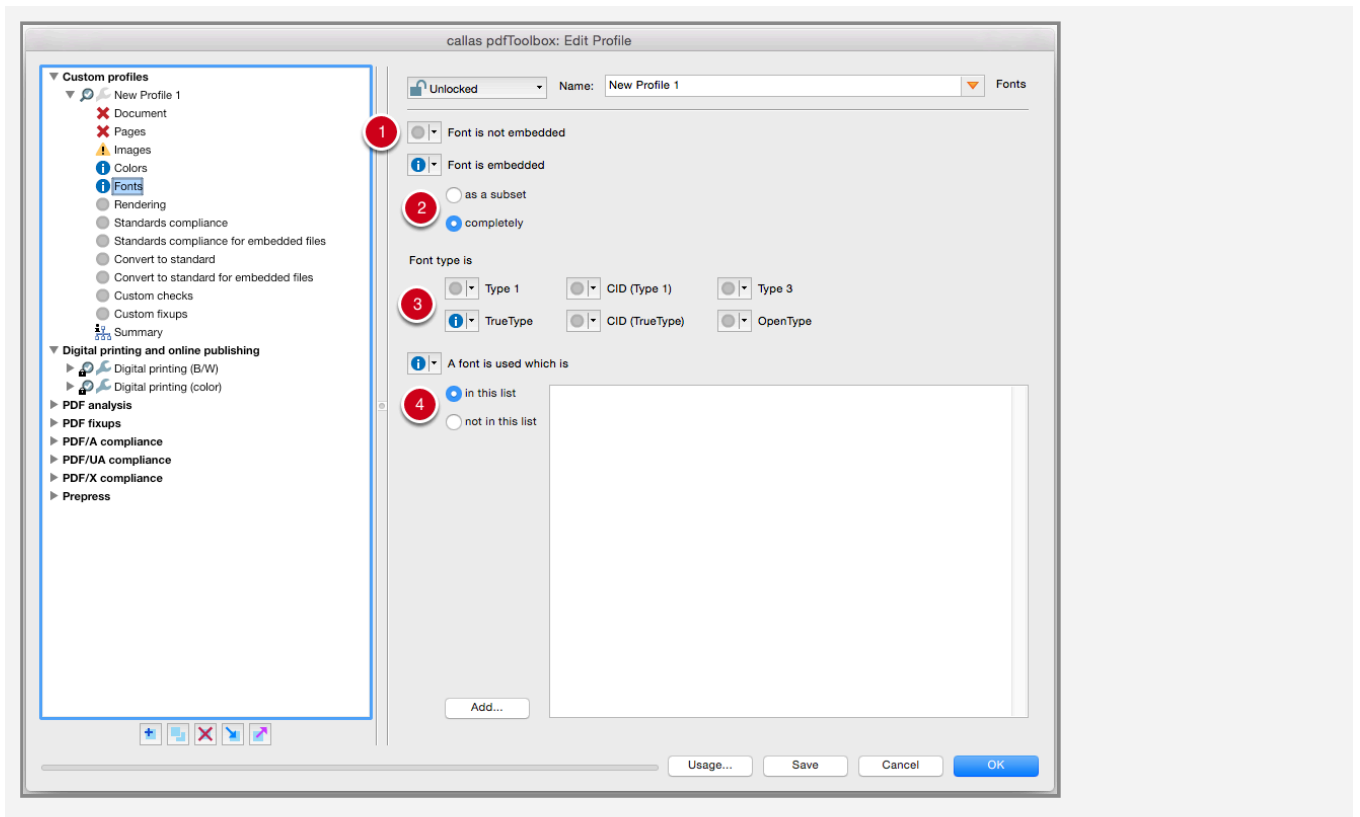 callas pdfToolbox: Edit Profile
Custom profiles
New Profile 1
Document
Pages
Images
Colors
Fonts
Rendering
Standards compliance
Standards compliance for embedded files
Convert to standard
Convert to standard for embedded files
Custom checks
Custom fixups
Summary
Digital printing and online publishing
Digital printing (B/W)
Digital printing (color)
PDF analysis
PDF fixups
PDF/A compliance
PDF/UA compliance
PDF/X compliance
Prepress
Unlocked Name: New Profile 1 Fonts
1 Font is not embedded
Font is embedded
as a subset
2
completely
Font type is
Type 1 CID (Type 1) Type 3
3
TrueType CID (TrueType) OpenType
A font is used which is
in this list
4
not in this list
Add...
Usage... Save Cancel OK